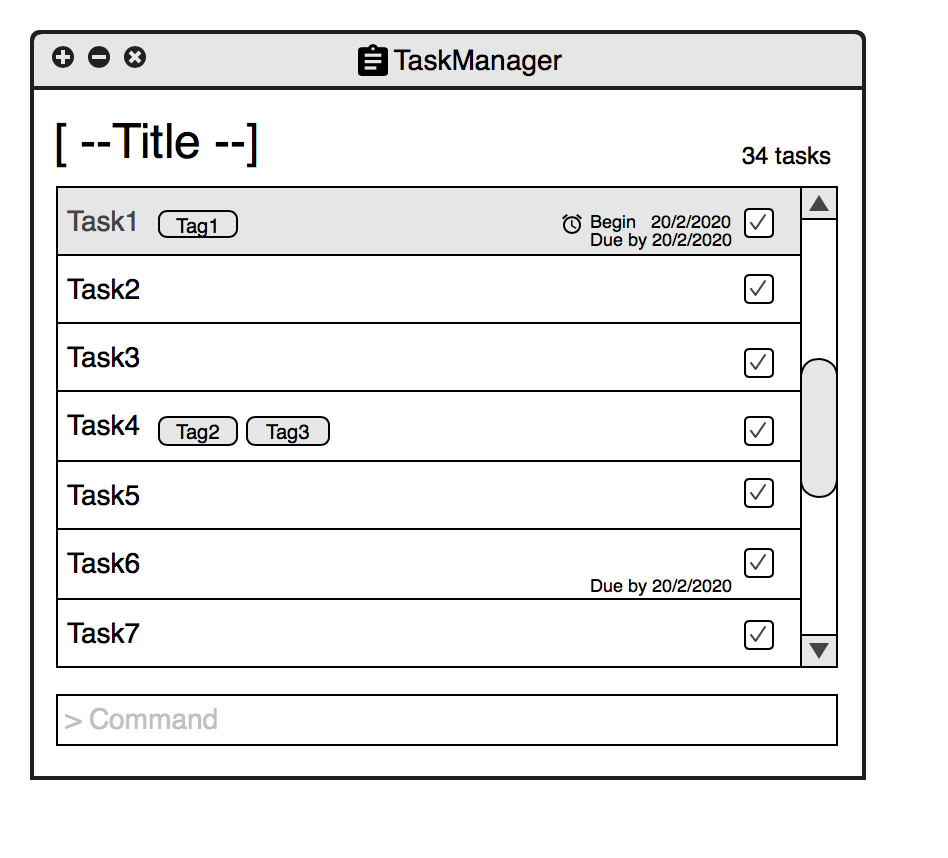 TaskManager
[ --Title --]
34 tasks
Task1 Tag1 Begin 20/2/2020
Due by 20/2/2020
Task2
Task3
Task4 Tag2 Tag3
Task5
Task6
Due by 20/2/2020
Task7
> Command